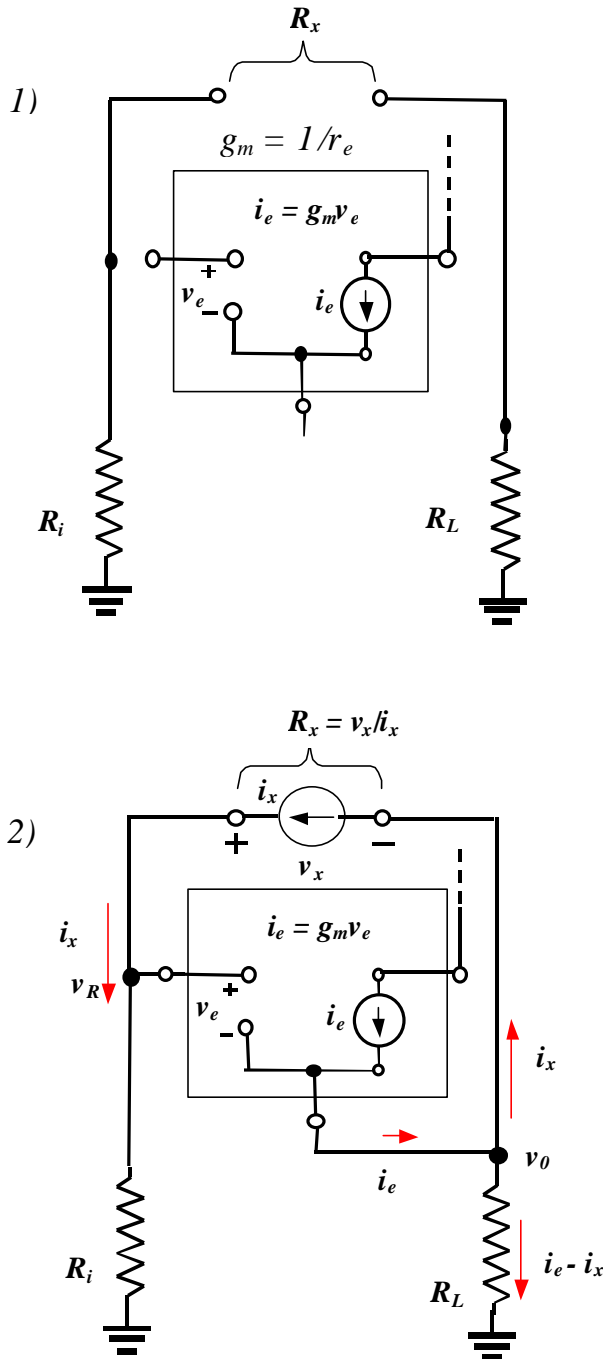 R_x
1)
g_m = 1/r_e
i_e = g_m v_e
+
v_e
–
i_e
R_i
R_L
R_x = v_x/i_x
2)
i_x
+
–
v_x
i_x
i_e = g_m v_e
v_R
+
v_e
–
i_e
i_x
v_0
i_e
R_i
R_L
i_e - i_x